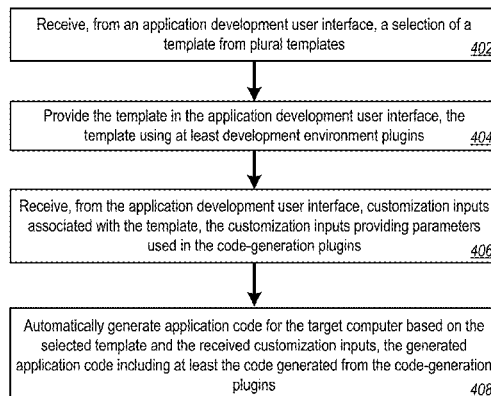 Receive, from an application development user interface, a selection of a
template from plural templates
402
Provide the template in the application development user interface, the
template using at least development environment plugins
404
Receive, from the application development user interface, customization inputs
associated with the template, the customization inputs providing parameters
used in the code-generation plugins
406
Automatically generate application code for the target computer based on the
selected template and the received customization inputs, the generated
application code including at least the code generated from the code-generation
plugins
408